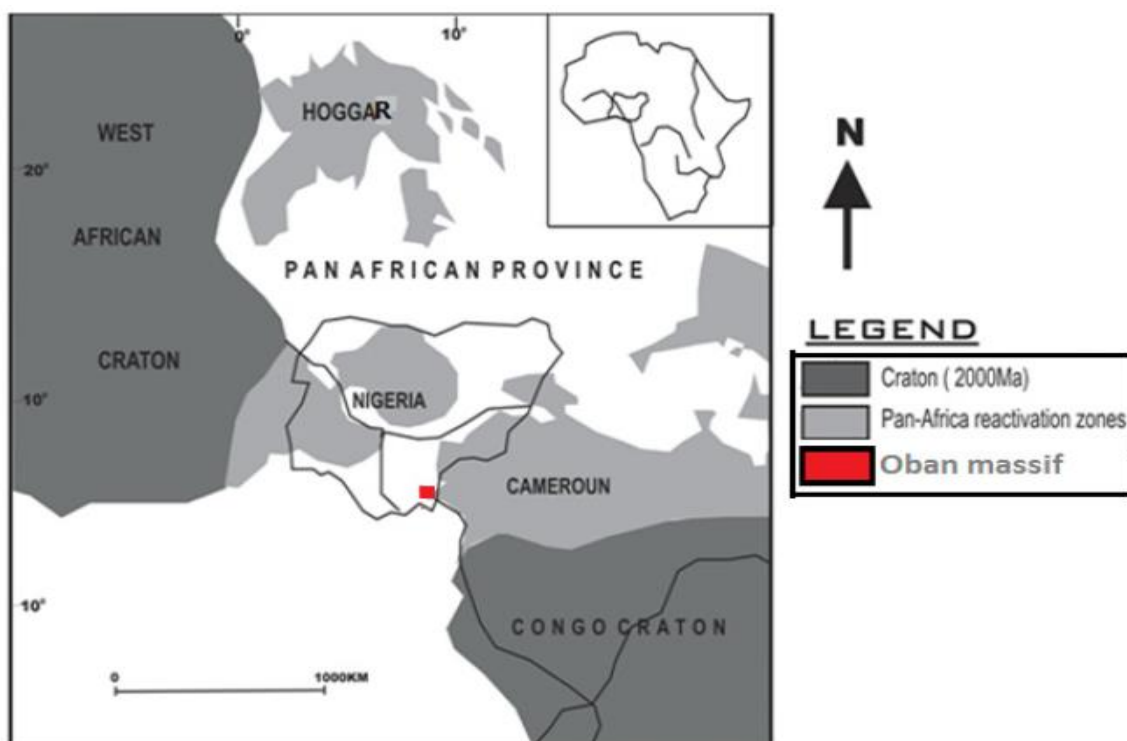 0° 10°
HOGGAR
WEST
20°
AFRICAN
PAN AFRICAN PROVINCE
CRATON
10°
NIGERIA
CAMEROUN
10°
CONGO CRATON
0 1000KM
N
LEGEND
Craton ( 2000Ma)
Pan-Africa reactivation zones
Oban massif